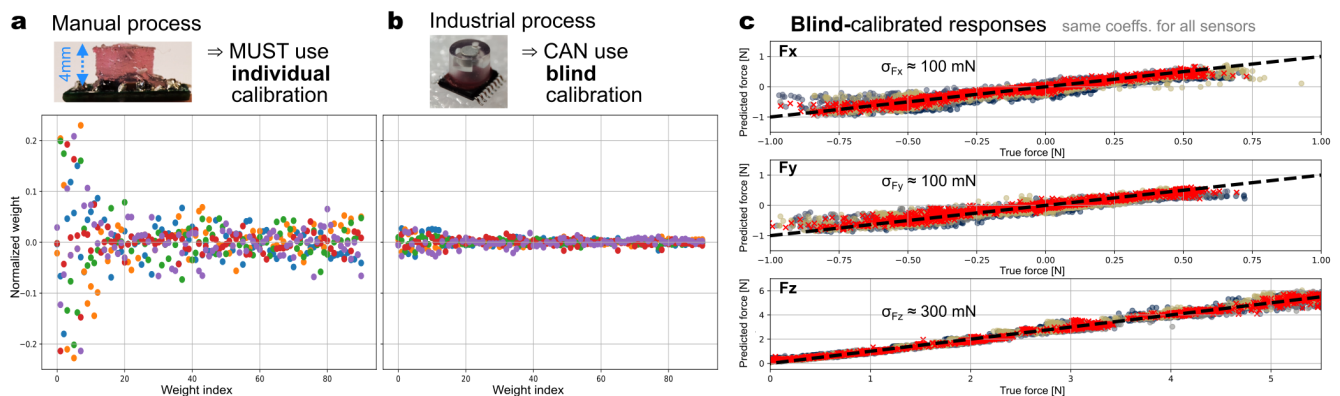 a Manual process
4mm
⇒ MUST use
individual
calibration
b Industrial process
⇒ CAN use
blind
calibration
Normalized weight
0.2
0.1
0.0
−0.1
−0.2
0 20 40 60 80
Weight index
0 20 40 60 80
Weight index
c Blind-calibrated responses same coeffs. for all sensors
Fx
σFx ≈ 100 mN
Predicted force [N]
1
0
−1
−1.00 −0.75 −0.50 −0.25 0.00 0.25 0.50 0.75 1.00
True force [N]
Fy
σFy ≈ 100 mN
Predicted force [N]
1
0
−1
−1.00 −0.75 −0.50 −0.25 0.00 0.25 0.50 0.75 1.00
True force [N]
Fz
σFz ≈ 300 mN
Predicted force [N]
6
4
2
0
0 1 2 3 4 5
True force [N]